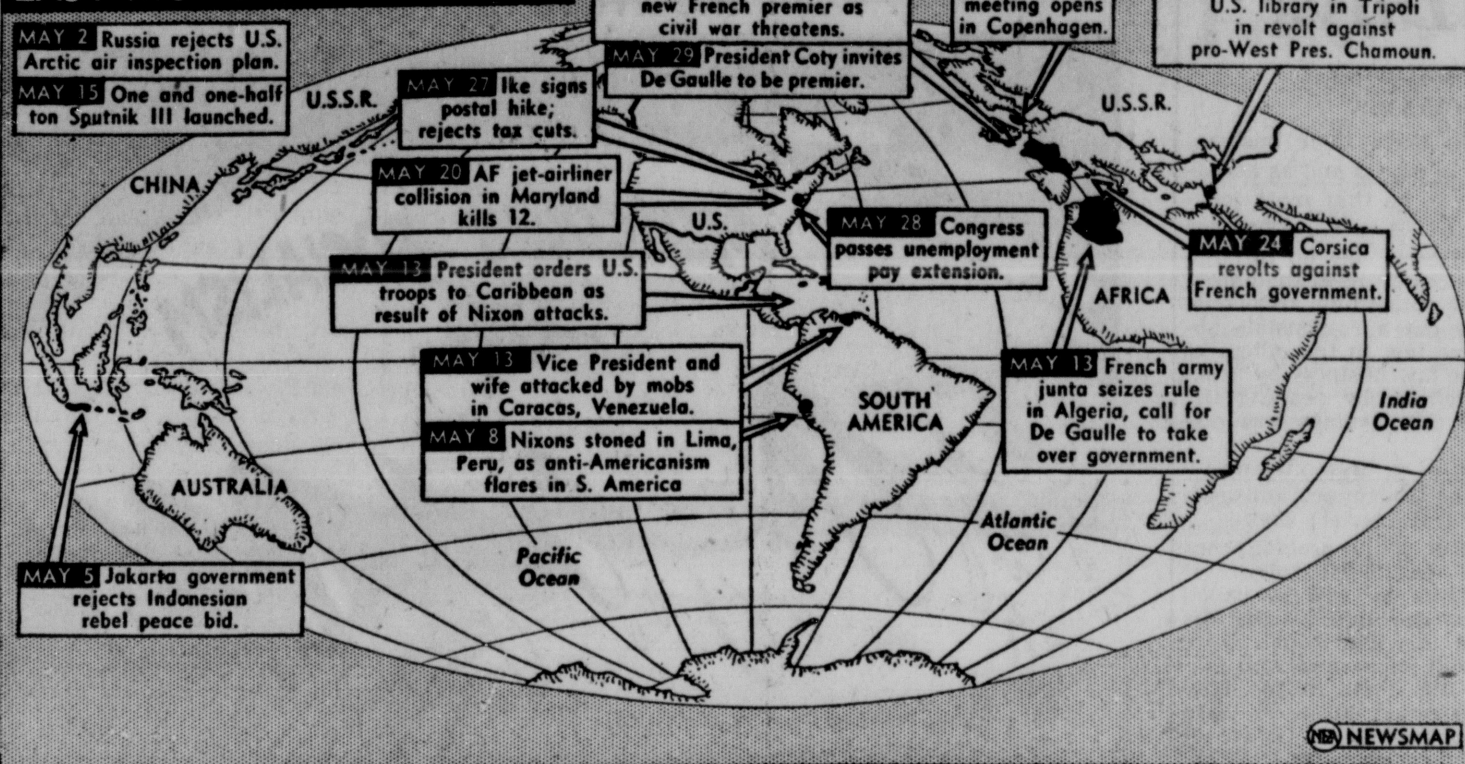 new French premier as
civil war threatens.
MAY 29 President Coty invites
De Gaulle to be premier.
meeting opens
in Copenhagen.
U.S. library in Tripoli
in revolt against
pro-West Pres. Chamoun.
MAY 2 Russia rejects U.S.
Arctic air inspection plan.
MAY 15 One and one-half
ton Sputnik III launched.
U.S.S.R.
MAY 27 Ike signs
postal hike;
rejects tax cuts.
U.S.S.R.
CHINA
MAY 20 AF jet-airliner
collision in Maryland
kills 12.
U.S.
MAY 28 Congress
passes unemployment
pay extension.
MAY 24 Corsica
revolts against
French government.
MAY 13 President orders U.S.
troops to Caribbean as
result of Nixon attacks.
AFRICA
MAY 13 Vice President and
wife attacked by mobs
in Caracas, Venezuela.
MAY 8 Nixons stoned in Lima,
Peru, as anti-Americanism
flares in S. America
SOUTH
AMERICA
MAY 13 French army
junta seizes rule
in Algeria, call for
De Gaulle to take
over government.
India
Ocean
AUSTRALIA
Atlantic
Ocean
Pacific
Ocean
MAY 5 Jakarta government
rejects Indonesian
rebel peace bid.
NEA NEWSMAP